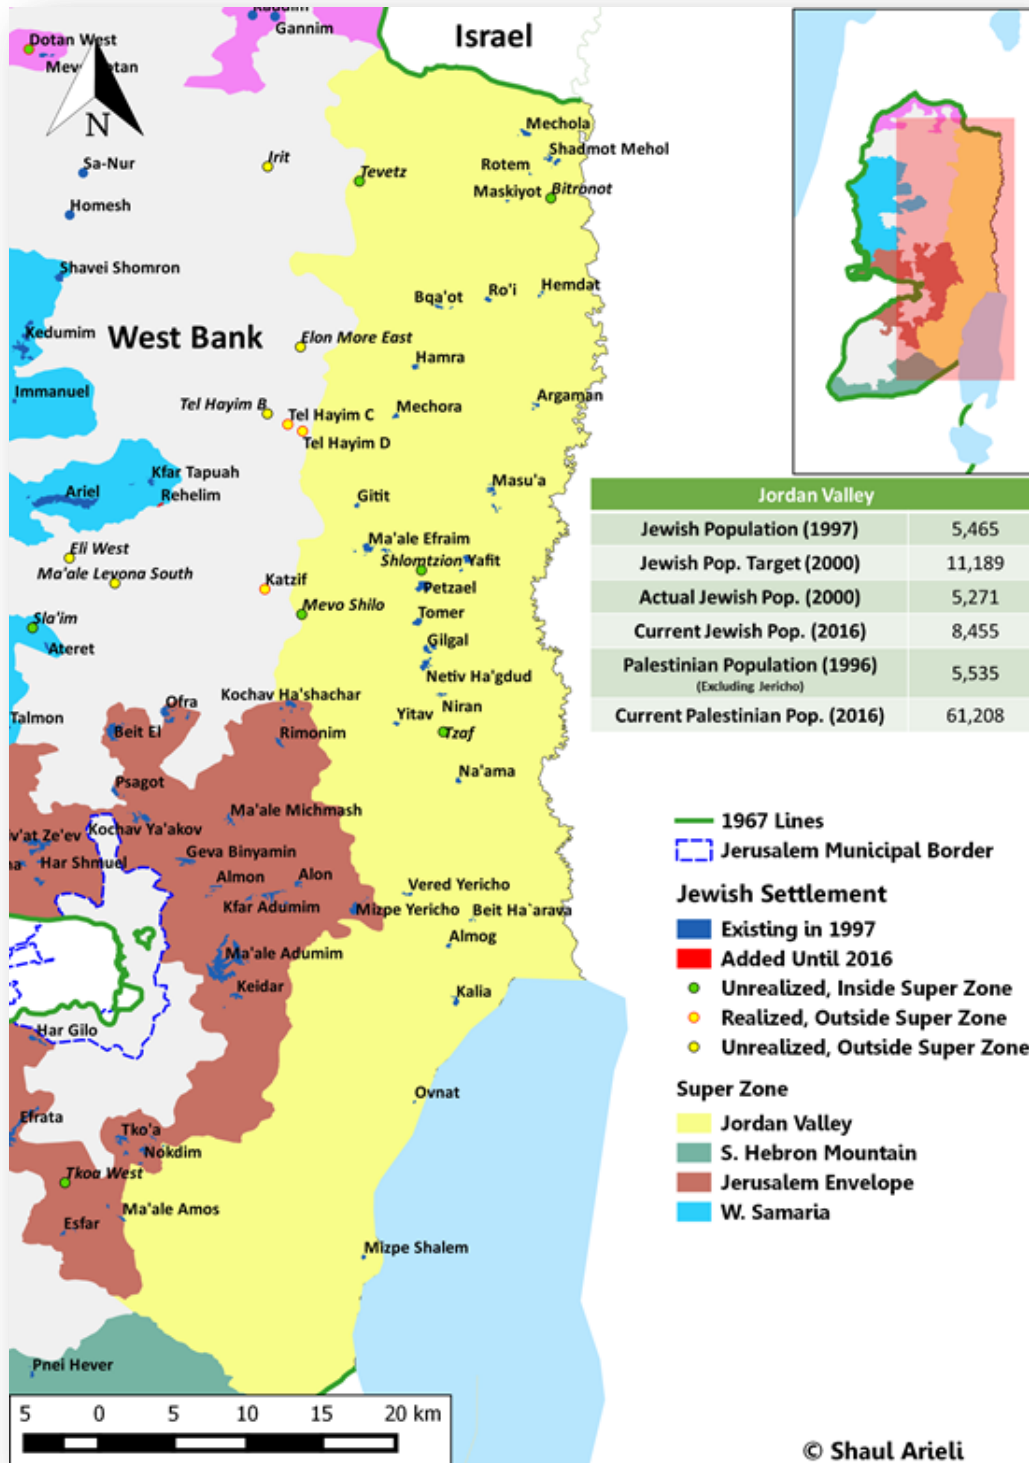 Israel
Kaddim
Gannim
Dotan West
N
Mechola
Shadmot Mehol
Rotem
Maskiyot
Bitronot
Irit
Tevetz
Sa-Nur
Homesh
Shavei Shomron
Kedumim
West Bank
Elon More East
Bqa'ot
Ro'i
Hemdat
Hamra
Immanuel
Tel Hayim B
Tel Hayim C
Tel Hayim D
Mechora
Argaman
Kfar Tapuah
Rehelim
Ariel
Gitit
Masu'a
Eli West
Ma'ale Levona South
Ma'ale Efraim
Shlomtzion
Yafit
Katzif
Petzael
Mevo Shilo
Tomer
Sla'im
Ateret
Gilgal
Netiv Ha'gdud
Talmon
Ofra
Kochav Ha'shachar
Niran
Yitav
Tzaf
Beit El
Rimonim
Na'ama
Psagot
Ma'ale Michmash
Kochav Ya'akov
iv'at Ze'ev
Geva Binyamin
Har Shmuel
Almon
Alon
Kfar Adumim
Vered Yericho
Mizpe Yericho
Beit Ha`arava
Almog
Ma'ale Adumim
Keidar
Kalia
Har Gilo
Ovnat
Efrata
Tko'a
Nokdim
Tkoa West
Ma'ale Amos
Esfar
Mizpe Shalem
Pnei Hever
5 0 5 10 15 20 km
Jordan Valley
Jewish Population (1997) 5,465
Jewish Pop. Target (2000) 11,189
Actual Jewish Pop. (2000) 5,271
Current Jewish Pop. (2016) 8,455
Palestinian Population (1996) 5,535
(Excluding Jericho)
Current Palestinian Pop. (2016) 61,208
1967 Lines
Jerusalem Municipal Border
Jewish Settlement
Existing in 1997
Added Until 2016
Unrealized, Inside Super Zone
Realized, Outside Super Zone
Unrealized, Outside Super Zone
Super Zone
Jordan Valley
S. Hebron Mountain
Jerusalem Envelope
W. Samaria
© Shaul Arieli